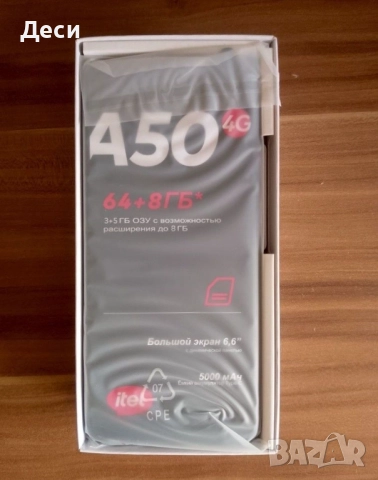 Деси
A50
4G
64+8ГБ*
3+5 ГБ ОЗУ с возможностью
расширения до 8 ГБ
Большой экран 6,6"
5000 мАч
itel
07
CPE
BAZAR